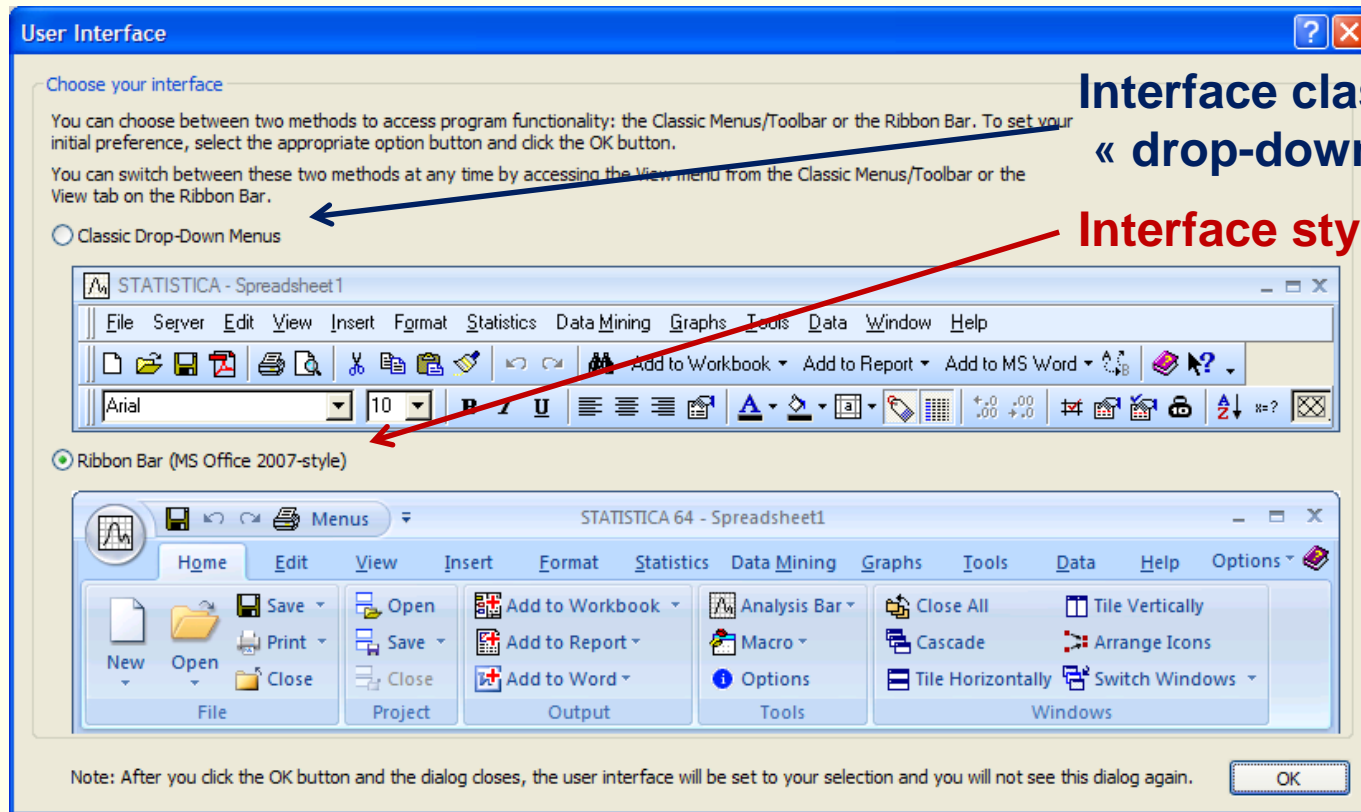 User Interface
Choose your interface
You can choose between two methods to access program functionality: the Classic Menus/Toolbar or the Ribbon Bar. To set your
initial preference, select the appropriate option button and click the OK button.
You can switch between these two methods at any time by accessing the View menu from the Classic Menus/Toolbar or the
View tab on the Ribbon Bar.
Interface clas
« drop-down
Interface sty
Classic Drop-Down Menus
STATISTICA - Spreadsheet1
File Server Edit View Insert Format Statistics Data Mining Graphs Tools Data Window Help
Add to Workbook Add to Report Add to MS Word
Arial 10 B I U
Ribbon Bar (MS Office 2007-style)
Menus STATISTICA 64 - Spreadsheet1
Home Edit View Insert Format Statistics Data Mining Graphs Tools Data Help Options
Save Open Add to Workbook Analysis Bar Close All Tile Vertically
Print Save Add to Report Macro Cascade Arrange Icons
New Open Close Close Add to Word Options Tile Horizontally Switch Windows
File Project Output Tools Windows
Note: After you click the OK button and the dialog closes, the user interface will be set to your selection and you will not see this dialog again.
OK